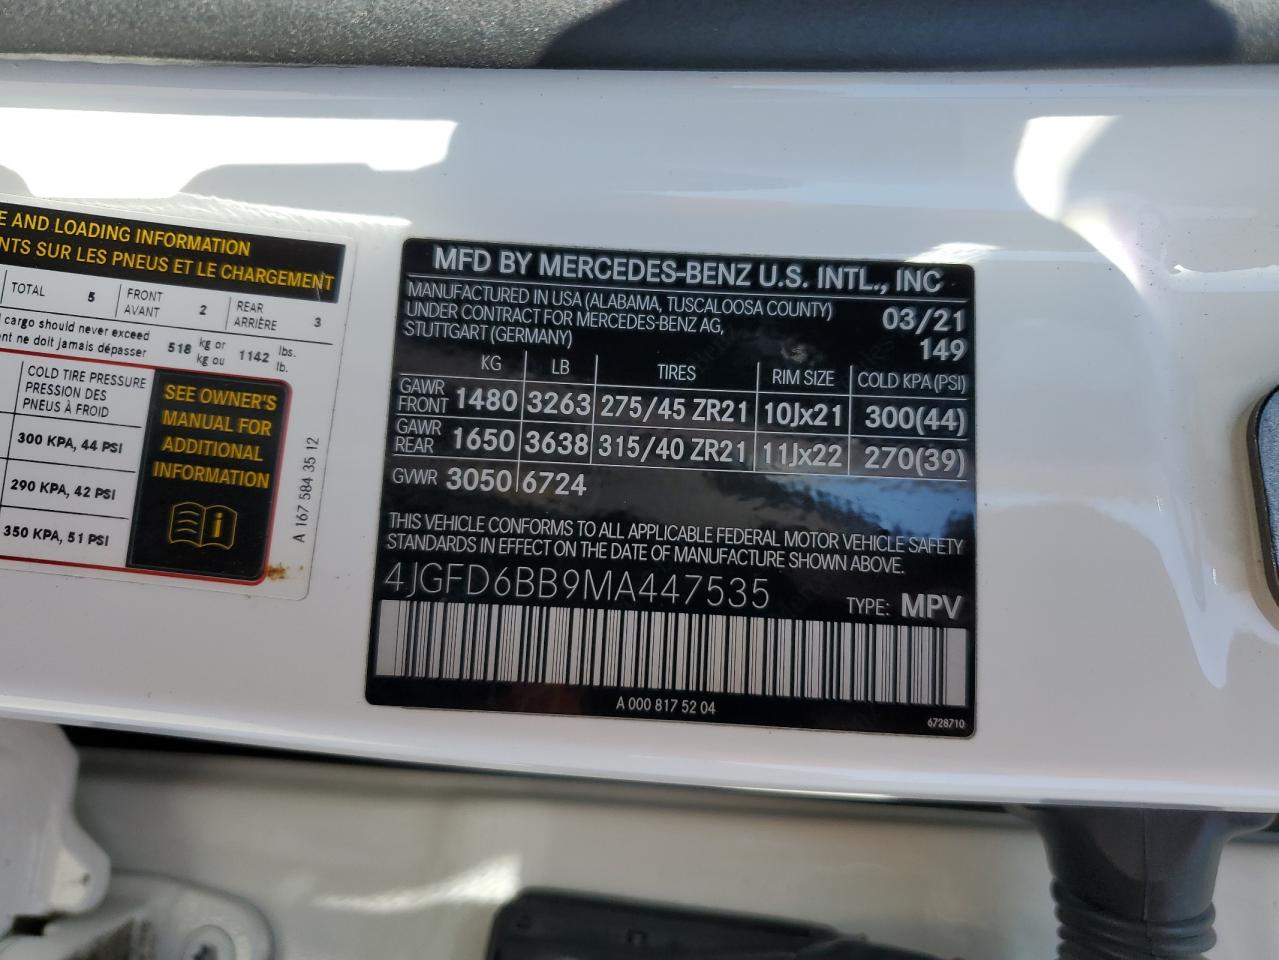 E AND LOADING INFORMATION
NTS SUR LES PNEUS ET LE CHARGEMENT
TOTAL 5 FRONT AVANT 2 REAR ARRIÈRE 3
cargo should never exceed 518 kg or 1142 lbs.
nt ne doit jamais dépasser kg ou lb.
COLD TIRE PRESSURE
PRESSION DES
PNEUS À FROID
300 KPA, 44 PSI
290 KPA, 42 PSI
350 KPA, 51 PSI
SEE OWNER'S
MANUAL FOR
ADDITIONAL
INFORMATION
A 167 584 35 12
MFD BY MERCEDES-BENZ U.S. INTL., INC
MANUFACTURED IN USA (ALABAMA, TUSCALOOSA COUNTY)
UNDER CONTRACT FOR MERCEDES-BENZ AG,
STUTTGART (GERMANY)
03/21
149
KG LB TIRES RIM SIZE COLD KPA (PSI)
GAWR FRONT 1480 3263 275/45 ZR21 10Jx21 300(44)
GAWR REAR 1650 3638 315/40 ZR21 11Jx22 270(39)
GVWR 3050 6724
THIS VEHICLE CONFORMS TO ALL APPLICABLE FEDERAL MOTOR VEHICLE SAFETY
STANDARDS IN EFFECT ON THE DATE OF MANUFACTURE SHOWN ABOVE.
4JGFD6BB9MA447535
TYPE: MPV
A 000 817 52 04
6728710